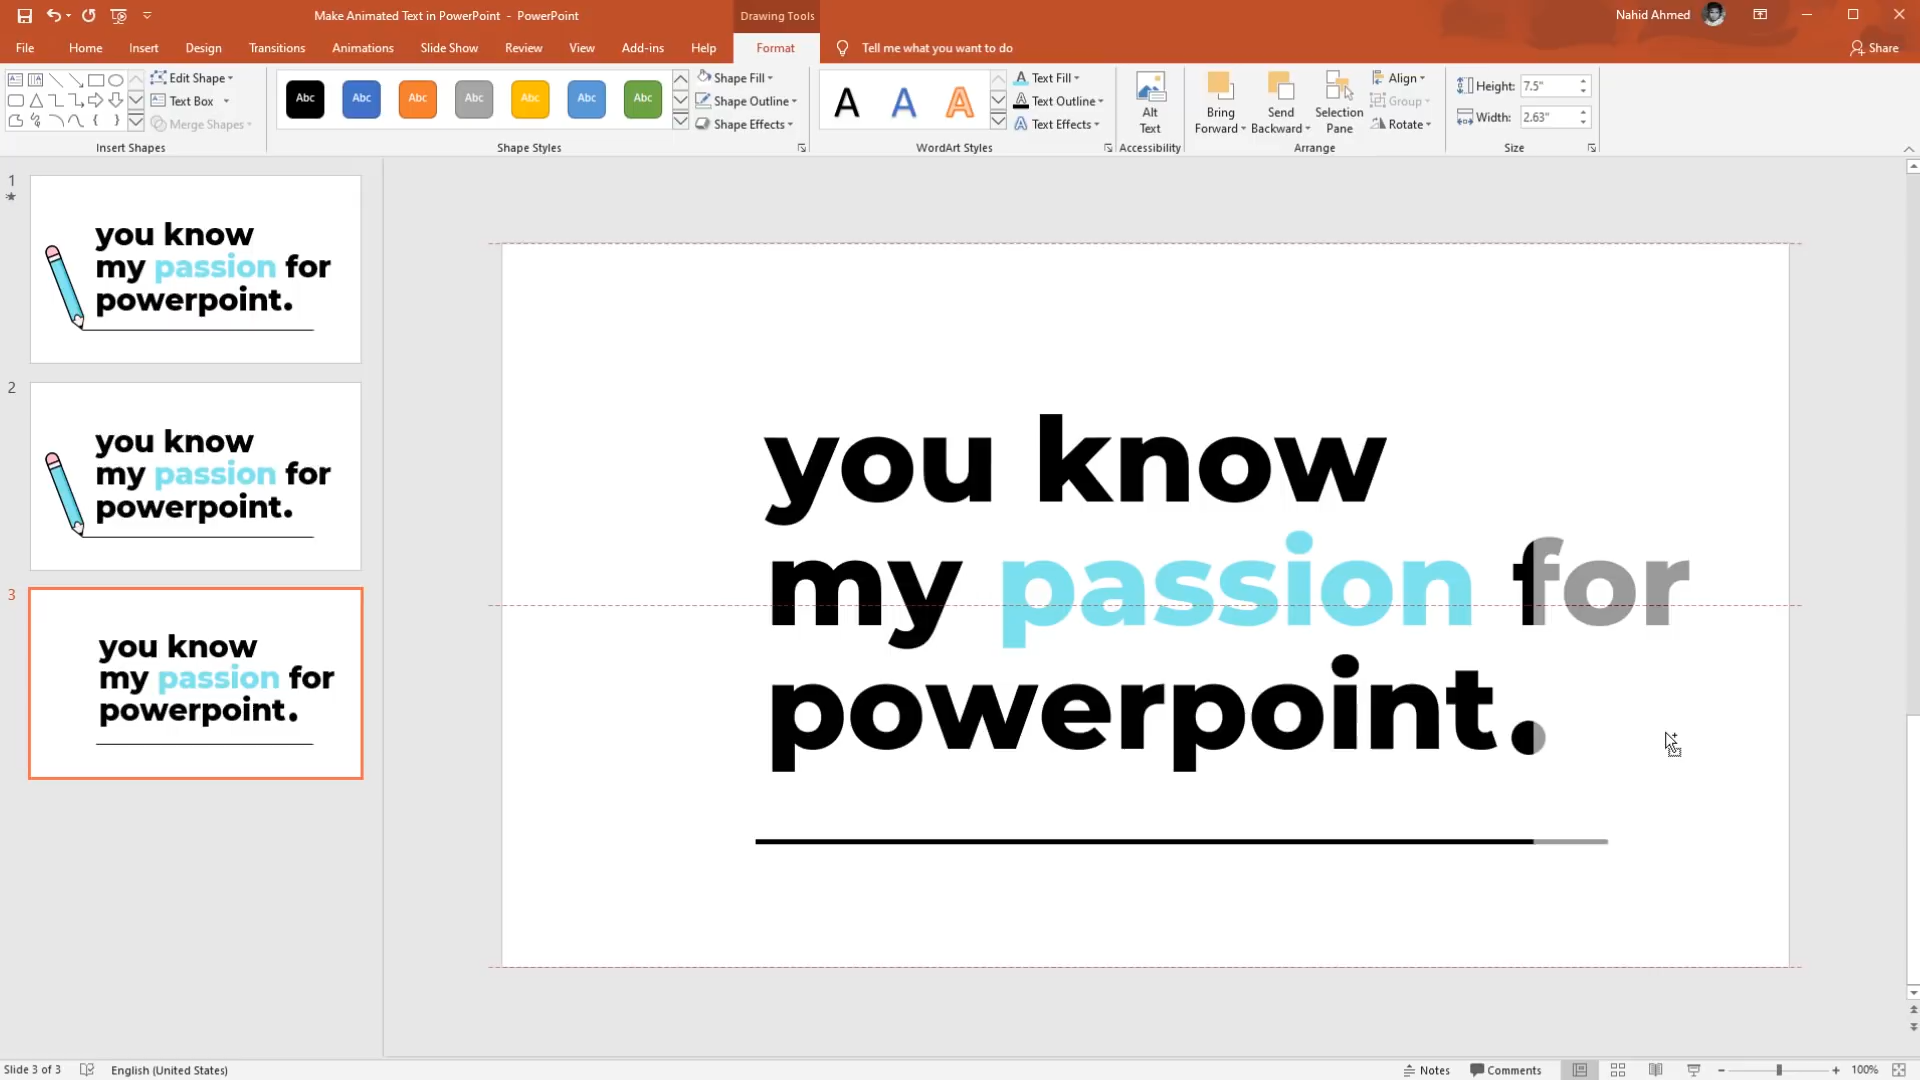 Make Animated Text in PowerPoint - PowerPoint
Drawing Tools
Nahid Ahmed
File Home Insert Design Transitions Animations Slide Show Review View Add-ins Help Format Tell me what you want to do Share
Edit Shape
Text Box
Merge Shapes
Insert Shapes
Abc Abc Abc Abc Abc Abc Abc
Shape Fill
Shape Outline
Shape Effects
Shape Styles
A A A
Text Fill
Text Outline
Text Effects
WordArt Styles
Alt
Text
Accessibility
Bring
Forward
Send
Backward
Selection
Pane
Align
Group
Rotate
Arrange
Height: 7.5"
Width: 2.63"
Size
1
you know
my passion for
powerpoint.
2
you know
my passion for
powerpoint.
3
you know
my passion for
powerpoint.
you know
my passion for
powerpoint.
Slide 3 of 3 English (United States) Notes Comments 100%